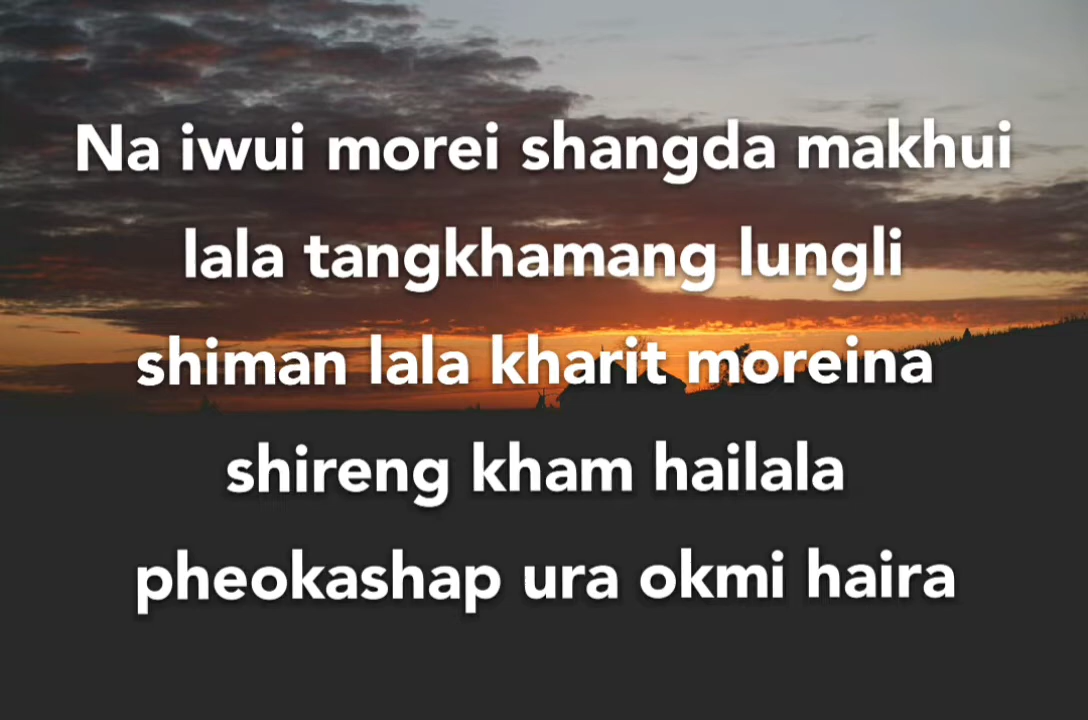 Na iwui morei shangda makhui
lala tangkhamang lungli
shiman lala kharit moreina
shireng kham hailala
pheokashap ura okmi haira